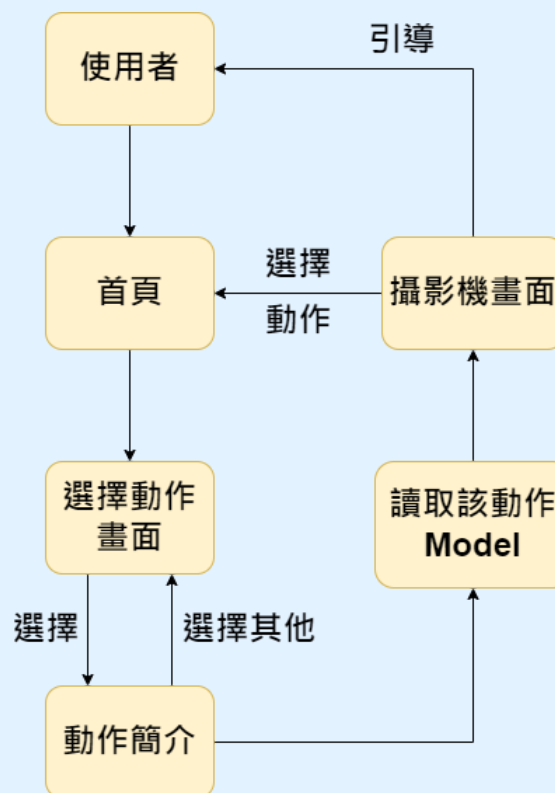 引導
使用者
選擇
首頁
攝影機畫面
動作
選擇動作
畫面
讀取該動作
Model
選擇
選擇其他
動作簡介